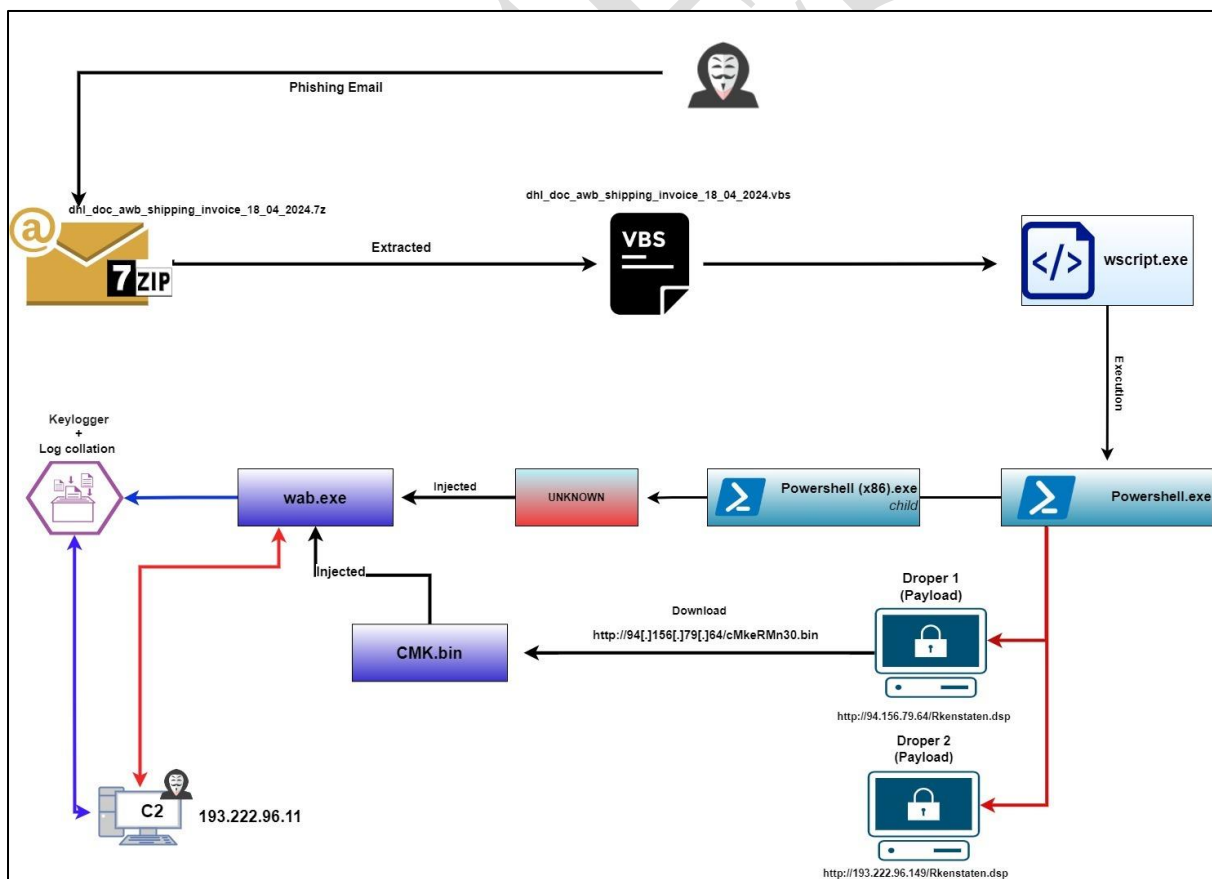 Phishing Email
dhl_doc_awb_shipping_invoice_18_04_2024.7z
@
7 ZIP
Extracted
dhl_doc_awb_shipping_invoice_18_04_2024.vbs
VBS
</>
wscript.exe
Execution
Keylogger
+
Log collation
wab.exe
Injected
UNKNOWN
Powershell (x86).exe
child
Powershell.exe
Injected
CMK.bin
Download
http://94[.]156[.]79[.]64/cMkeRMn30.bin
Droper 1
(Payload)
http://94.156.79.64/Rkenstaten.dsp
Droper 2
(Payload)
http://193.222.96.149/Rkenstaten.dsp
C2
193.222.96.11